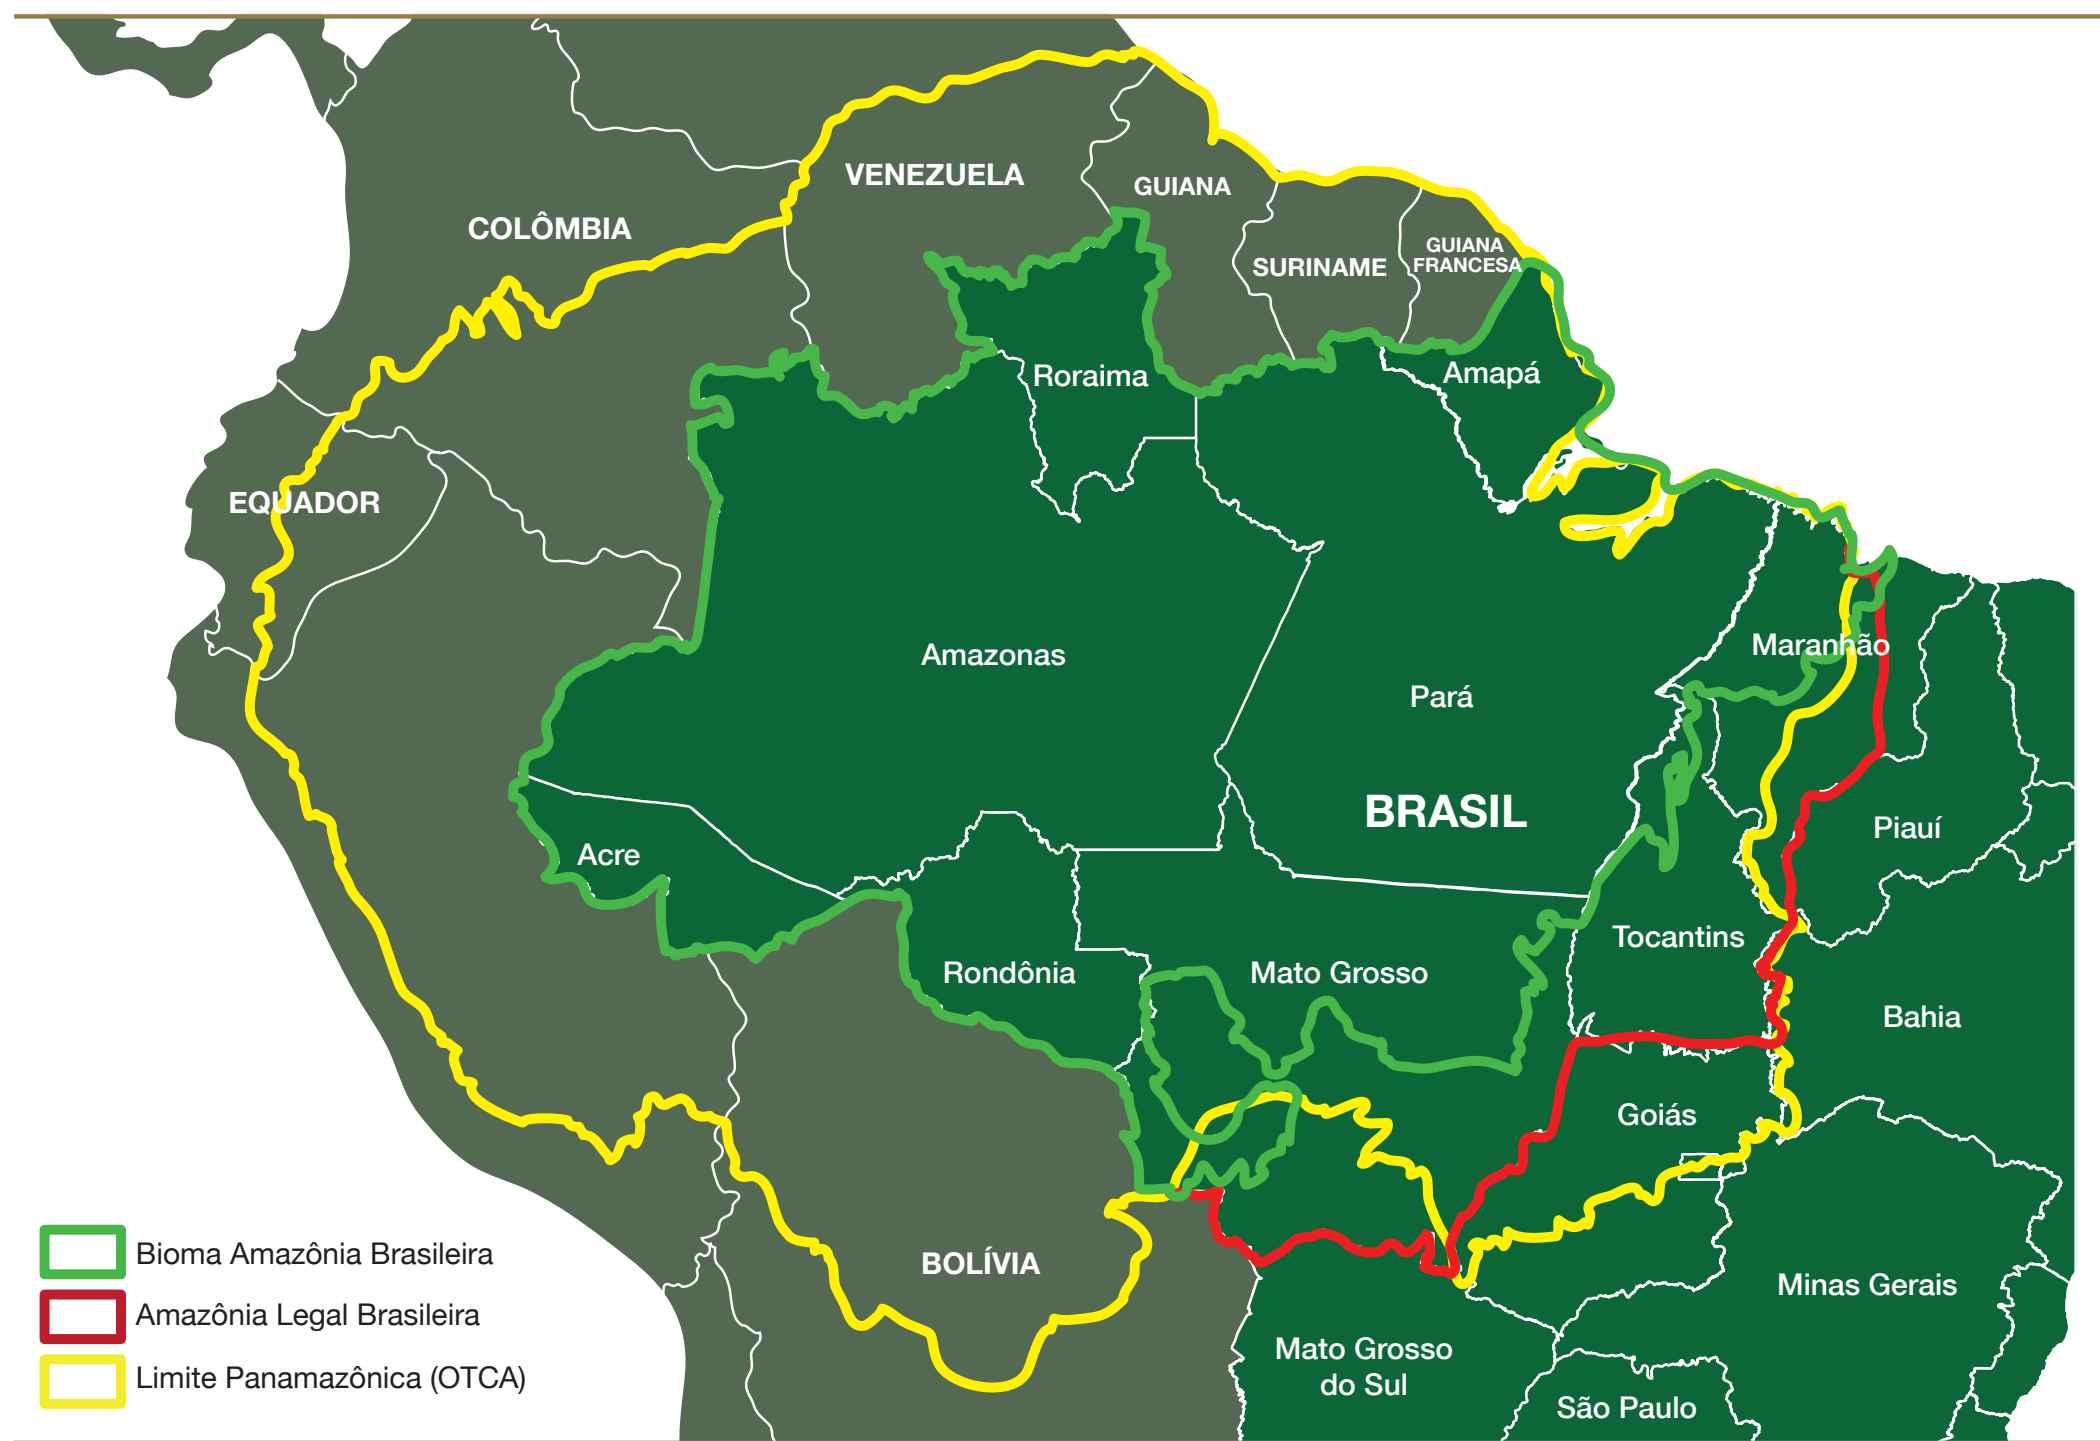 VENEZUELA
GUIANA
COLÔMBIA
GUIANA
FRANCESA
SURINAME
Roraima
Amapá
EQUADOR
Maranhão
Amazonas
Pará
BRASIL
Piauí
Acre
Tocantins
Rondônia
Mato Grosso
Bahia
Goiás
Bioma Amazônia Brasileira
BOLÍVIA
Minas Gerais
Amazônia Legal Brasileira
Mato Grosso
do Sul
Limite Panamazônica (OTCA)
São Paulo